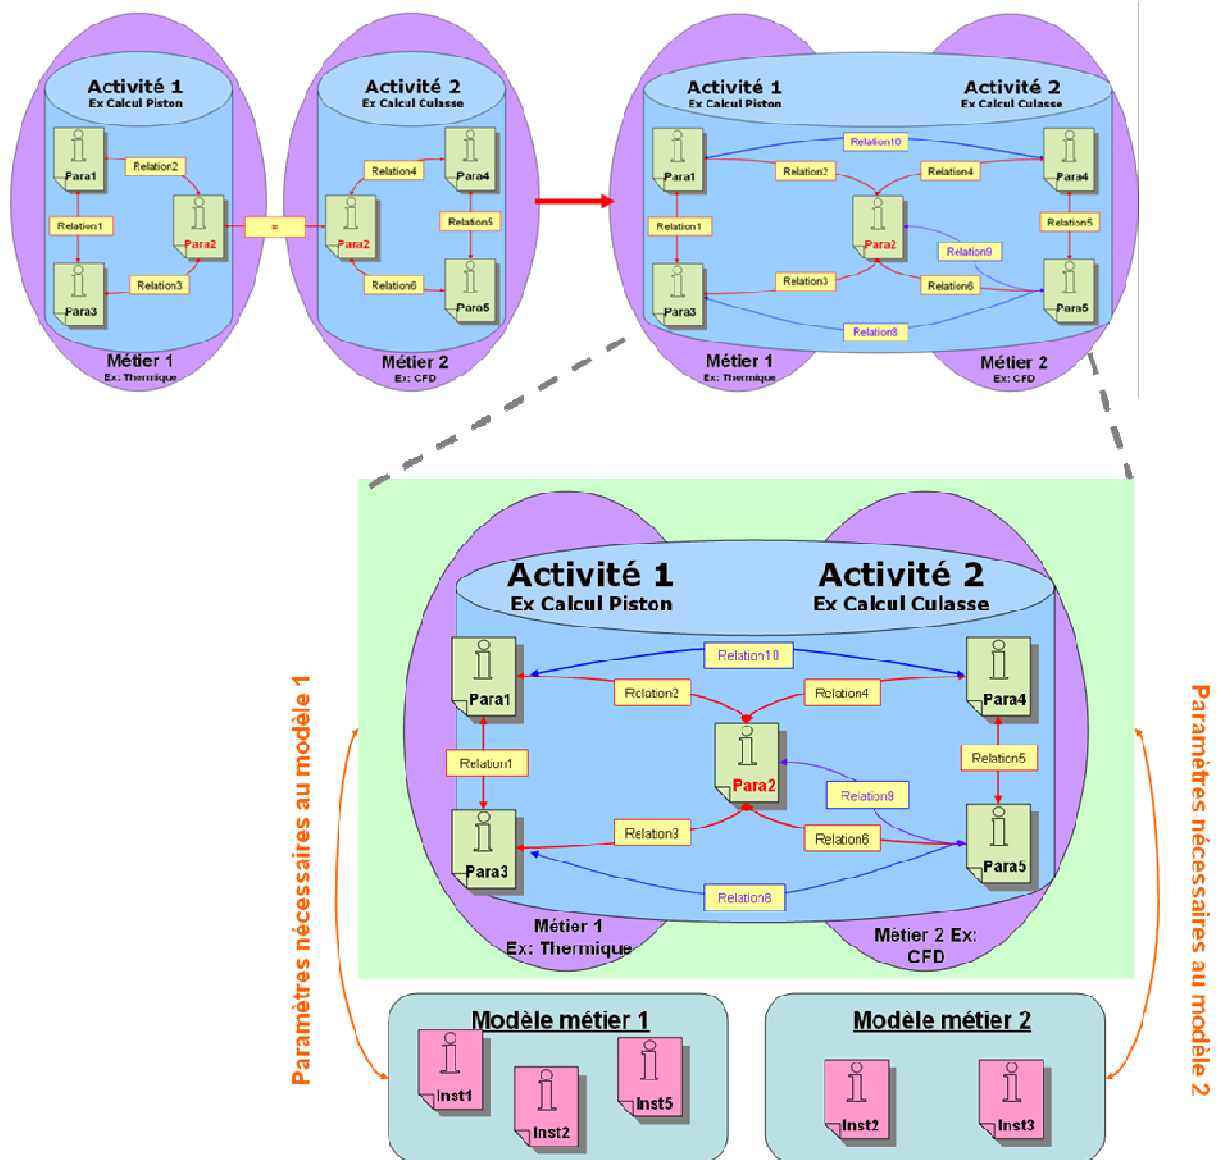 Activité 1
Ex Calcul Piston
Para1
Relation2
Relation1
Para2
Para3
Relation3
Métier 1
Ex: Thermique
=
Activité 2
Ex Calcul Culasse
Relation4
Para4
Para2
Relation5
Relation6
Para5
Métier 2
Ex: CFD
Activité 1
Ex Calcul Piston
Activité 2
Ex Calcul Culasse
Relation10
Para1
Relation2
Relation4
Para4
Relation1
Para2
Relation9
Relation5
Para3
Relation3
Relation6
Para5
Relation8
Métier 1
Ex: Thermique
Métier 2
Ex: CFD
Activité 1
Ex Calcul Piston
Activité 2
Ex Calcul Culasse
Relation10
Para1
Relation2
Relation4
Para4
Relation1
Para2
Relation9
Relation5
Para3
Relation3
Relation6
Para5
Relation8
Métier 1
Ex: Thermique
Métier 2 Ex:
CFD
Paramètres nécessaires au modèle 1
Paramètres nécessaires au modèle 2
Modèle métier 1
Inst1
Inst2
Inst5
Modèle métier 2
Inst2
Inst3